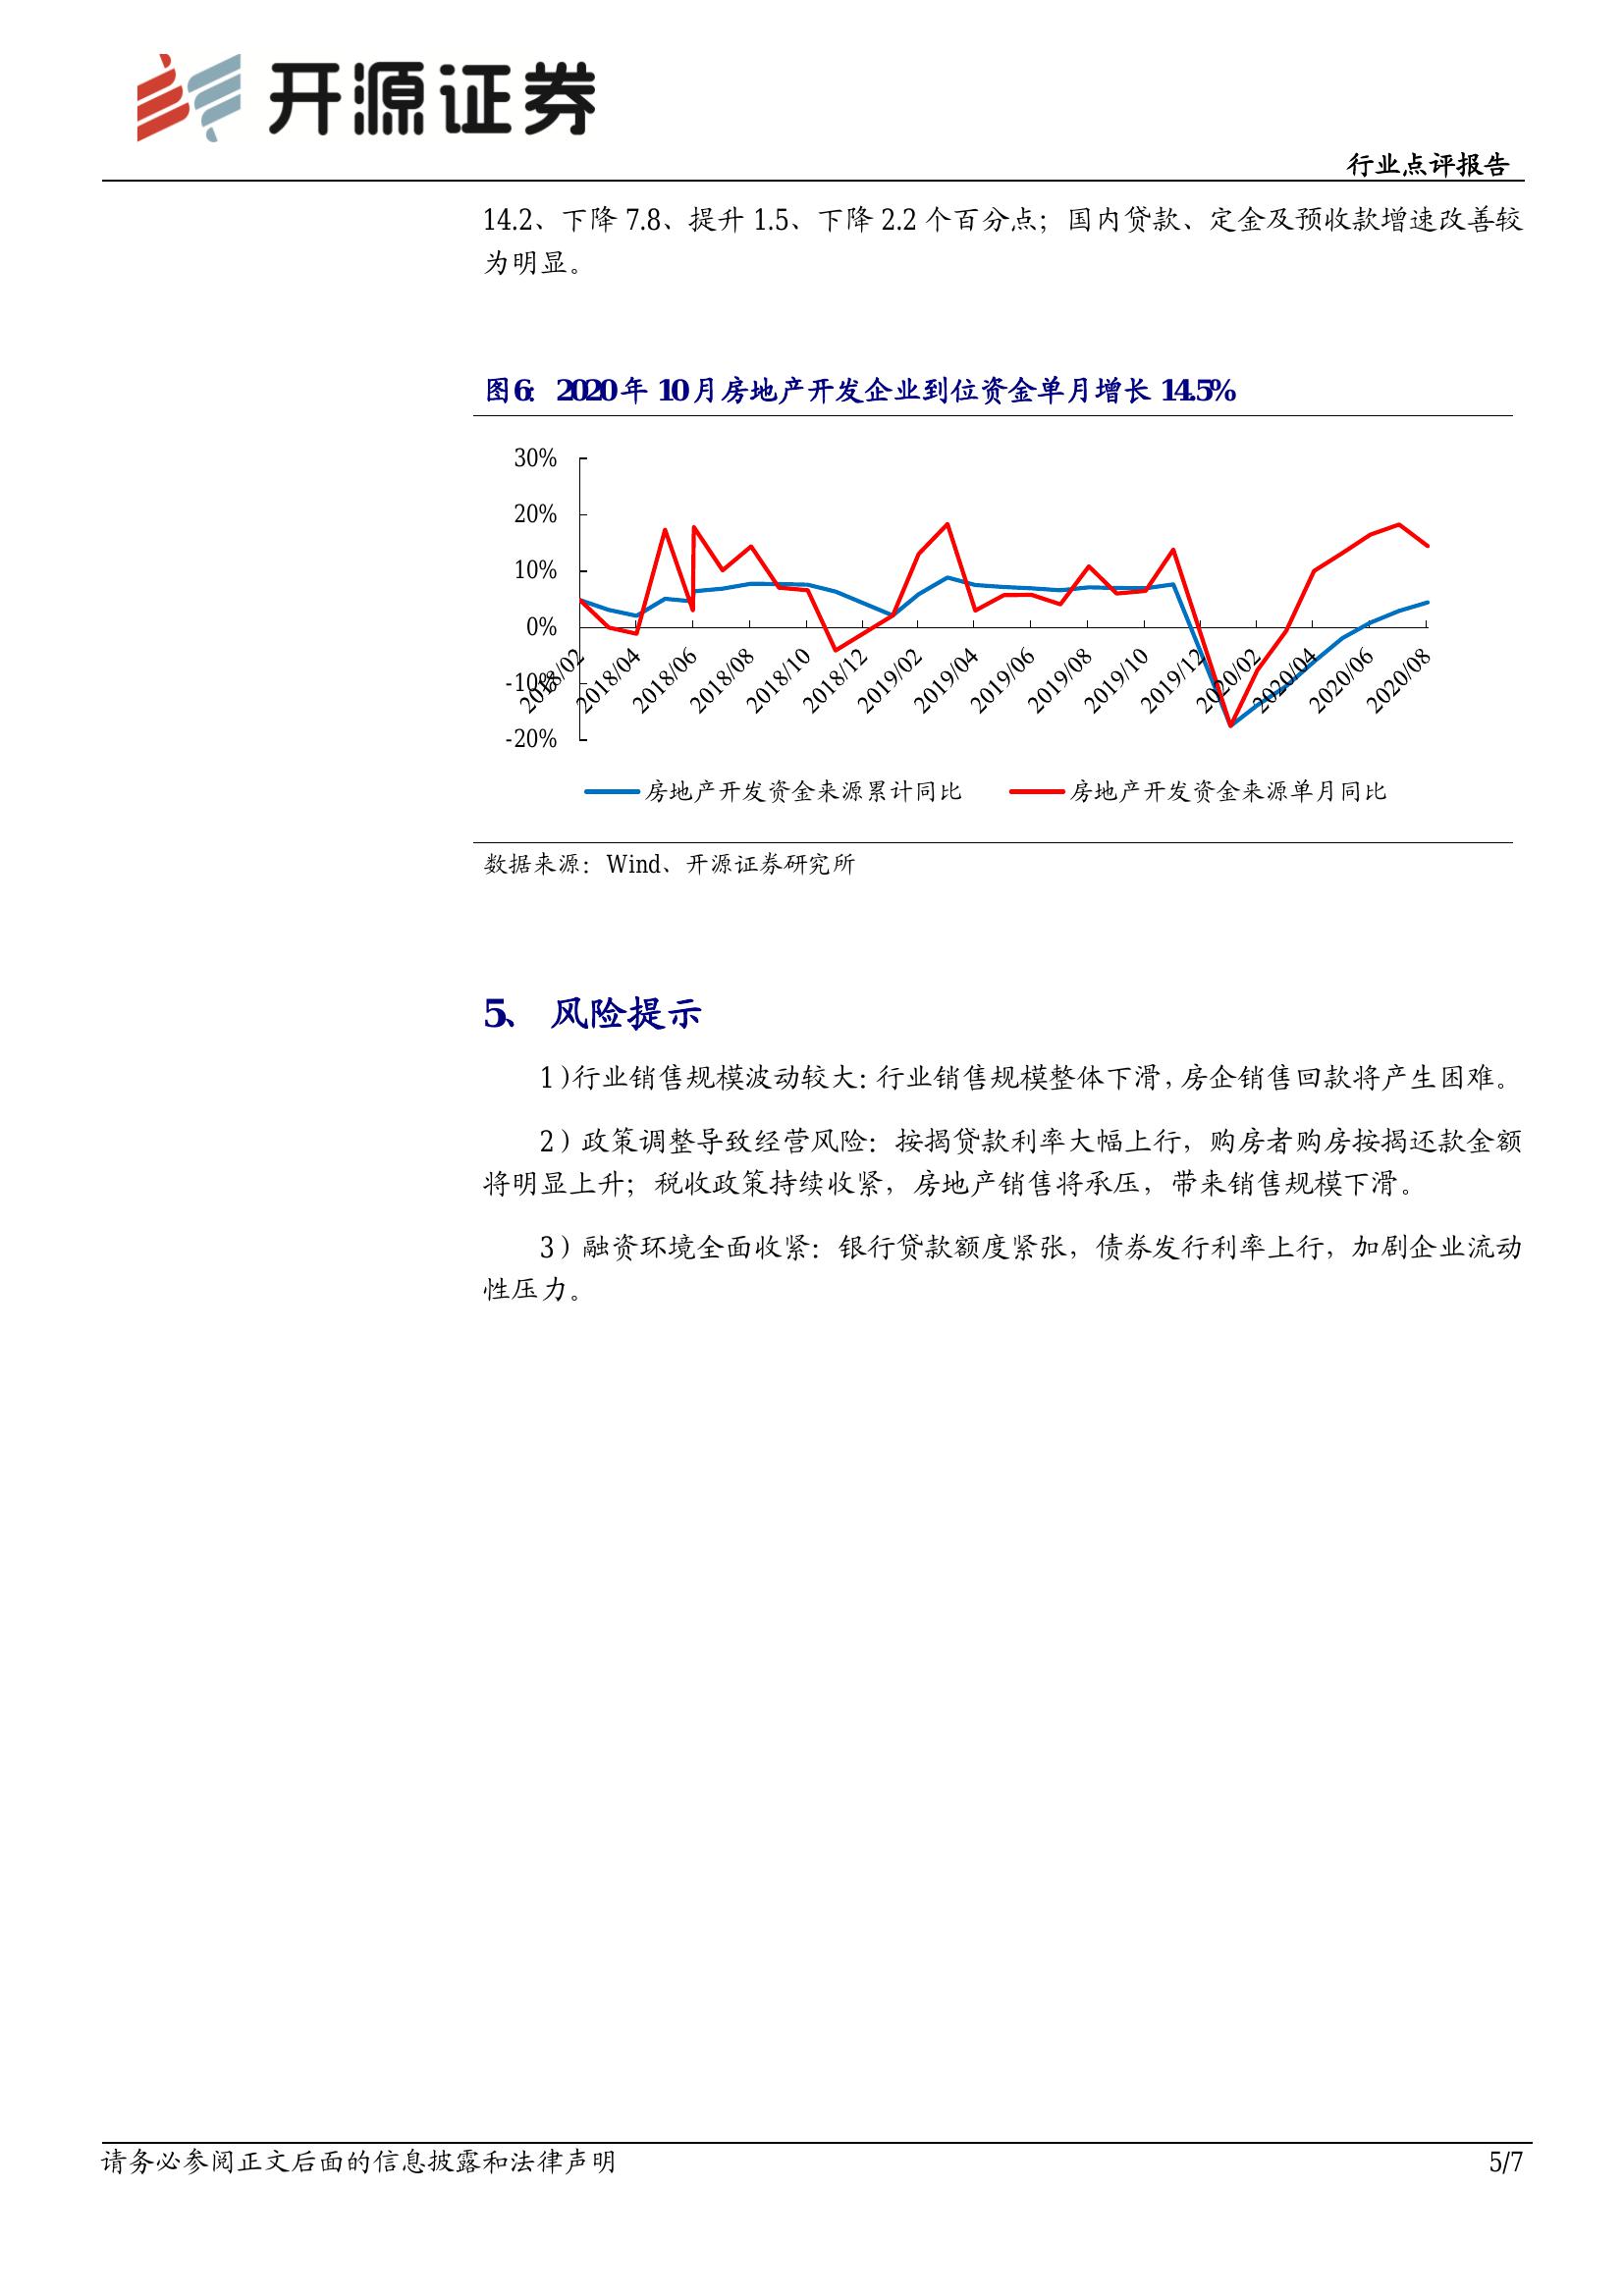 开源证券
行业点评报告
14.2、下降 7.8、提升 1.5、下降 2.2 个百分点；国内贷款、定金及预收款增速改善较
为明显。
图6： 2020 年 10 月房地产开发企业到位资金单月增长 14.5%
30%
20%
10%
0%
-10%
-20%
2018/02 2018/04 2018/06 2018/08 2018/10 2018/12 2019/02 2019/04 2019/06 2019/08 2019/10 2019/12 2020/02 2020/04 2020/06 2020/08
房地产开发资金来源累计同比 房地产开发资金来源单月同比
数据来源：Wind、开源证券研究所
5、 风险提示
1）行业销售规模波动较大：行业销售规模整体下滑，房企销售回款将产生困难。
2）政策调整导致经营风险：按揭贷款利率大幅上行，购房者购房按揭还款金额
将明显上升；税收政策持续收紧，房地产销售将承压，带来销售规模下滑。
3）融资环境全面收紧：银行贷款额度紧张，债券发行利率上行，加剧企业流动
性压力。
请务必参阅正文后面的信息披露和法律声明
5/7